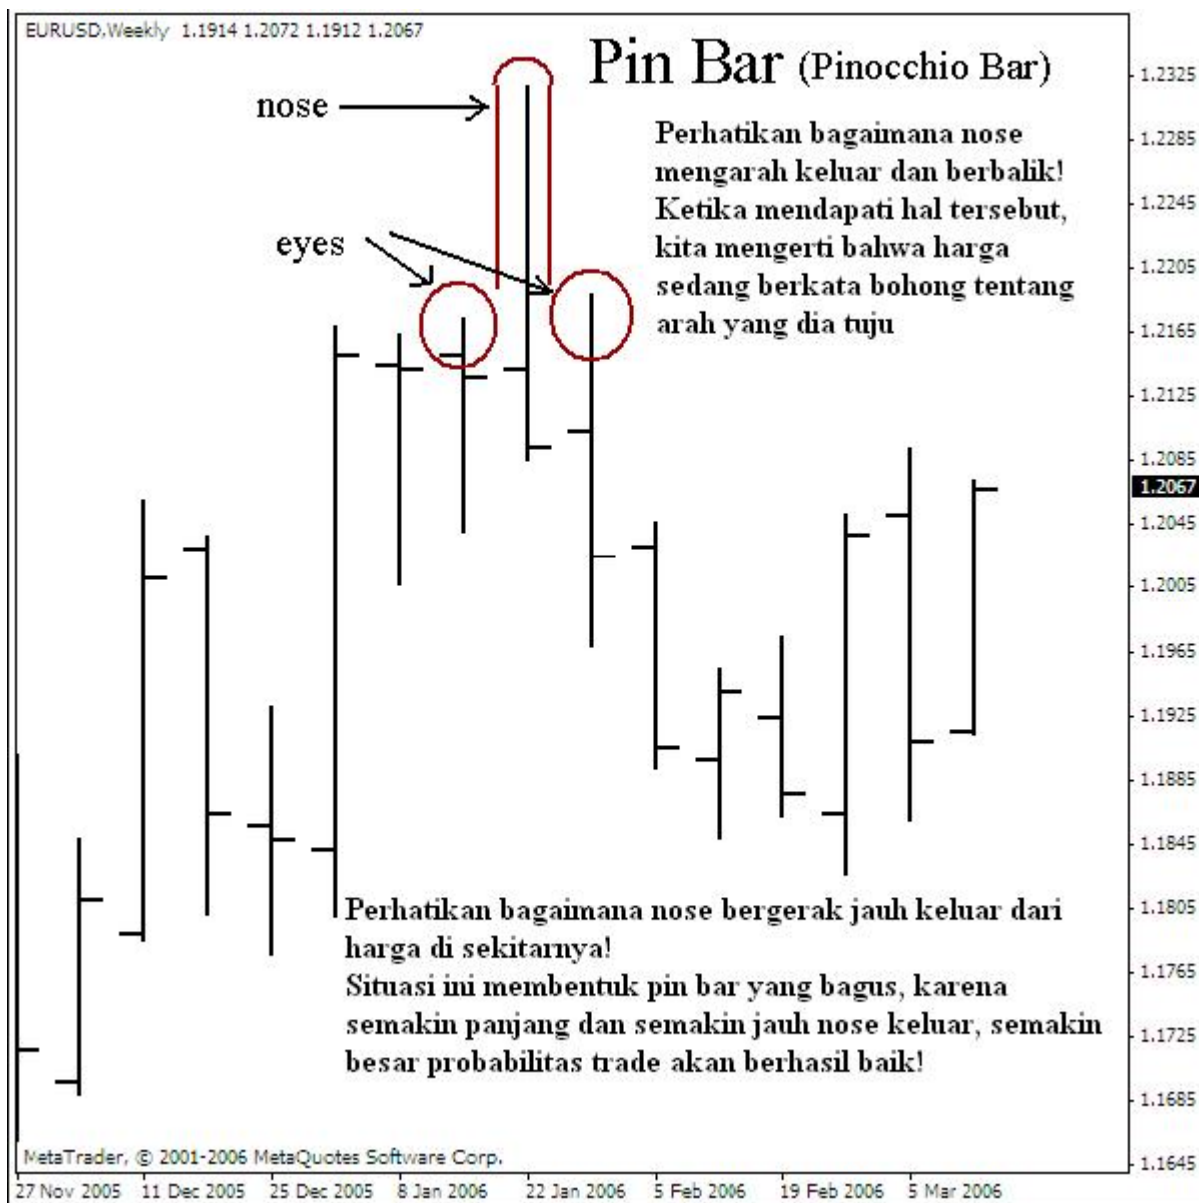 EURUSD,Weekly 1.1914 1.2072 1.1912 1.2067
Pin Bar (Pinocchio Bar)
nose
eyes
Perhatikan bagaimana nose
mengarah keluar dan berbalik!
Ketika mendapati hal tersebut,
kita mengerti bahwa harga
sedang berkata bohong tentang
arah yang dia tuju
1.2325
1.2285
1.2245
1.2205
1.2165
1.2125
1.2085
1.2067
1.2045
1.2005
1.1965
1.1925
1.1885
1.1845
1.1805
1.1765
1.1725
1.1685
1.1645
Perhatikan bagaimana nose bergerak jauh keluar dari
harga di sekitarnya!
Situasi ini membentuk pin bar yang bagus, karena
semakin panjang dan semakin jauh nose keluar, semakin
besar probabilitas trade akan berhasil baik!
MetaTrader, © 2001-2006 MetaQuotes Software Corp.
27 Nov 2005 11 Dec 2005 25 Dec 2005 8 Jan 2006 22 Jan 2006 5 Feb 2006 19 Feb 2006 5 Mar 2006